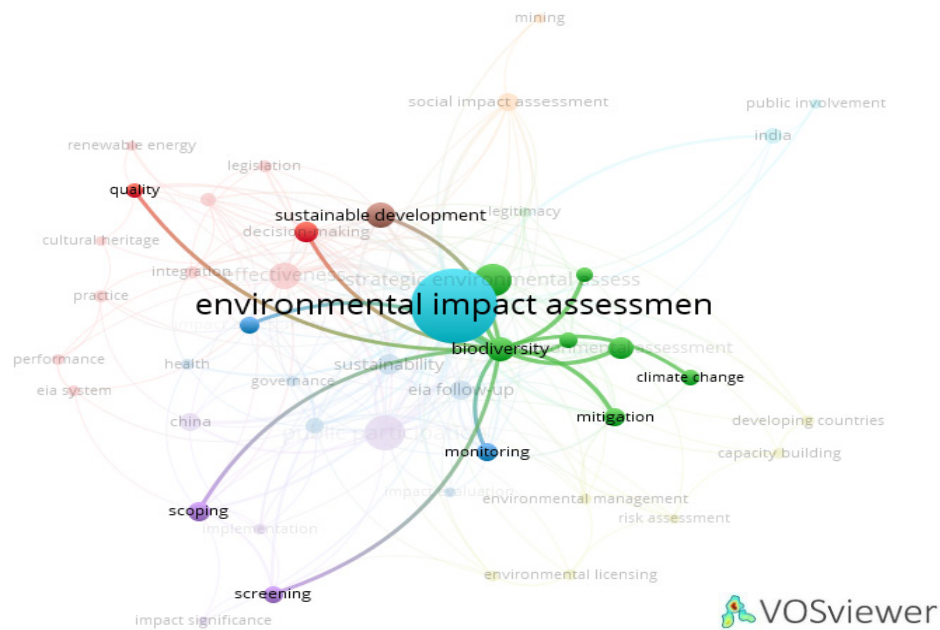 mining
social impact assessment
public involvement
india
renewable energy
legislation
quality
legitimacy
sustainable development
decision-making
cultural heritage
integration
effectiveness
strategic environmental assess
practice
environmental impact assessmen
biodiversity
assessment
performance
health
sustainability
climate change
governance
eia system
eia follow-up
mitigation
china
developing countries
public
monitoring
capacity building
impact evaluation
environmental management
scoping
risk assessment
implementation
environmental licensing
screening
impact significance
VOSviewer